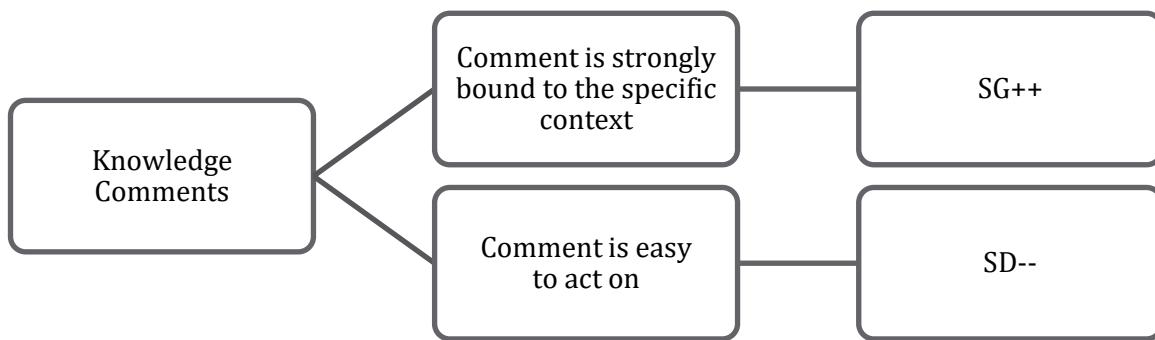 Knowledge
Comments
Comment is strongly
bound to the specific
context
SG++
Comment is easy
to act on
SD--